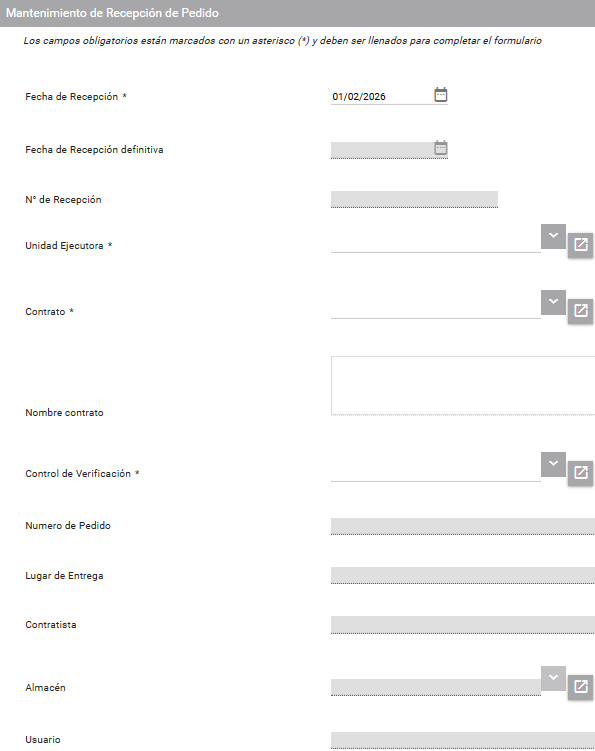 Mantenimiento de Recepción de Pedido
Los campos obligatorios están marcados con un asterisco (*) y deben ser llenados para completar el formulario
Fecha de Recepción *
01/02/2026
Fecha de Recepción definitiva
N° de Recepción
Unidad Ejecutora *
Contrato *
Nombre contrato
Control de Verificación *
Numero de Pedido
Lugar de Entrega
Contratista
Almacén
Usuario